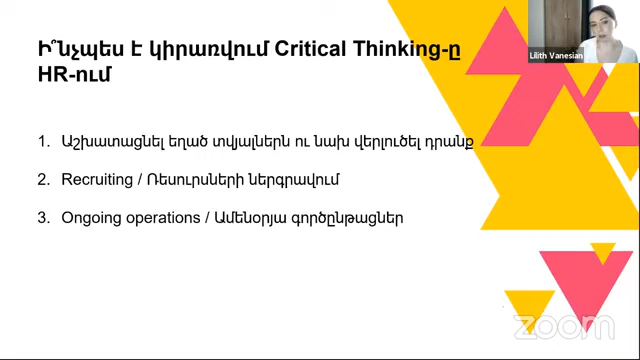 Ի՞նչպես է կիրառվում Critical Thinking-ը
HR-ում
Lilith Vanesian
1. Աշխատացնել եղած տվյալներն ու նախ վերլուծել դրանք
2. Recruiting / Ռեսուրսների ներգրավում
3. Ongoing operations / Ամենօրյա գործընթացներ
zoom